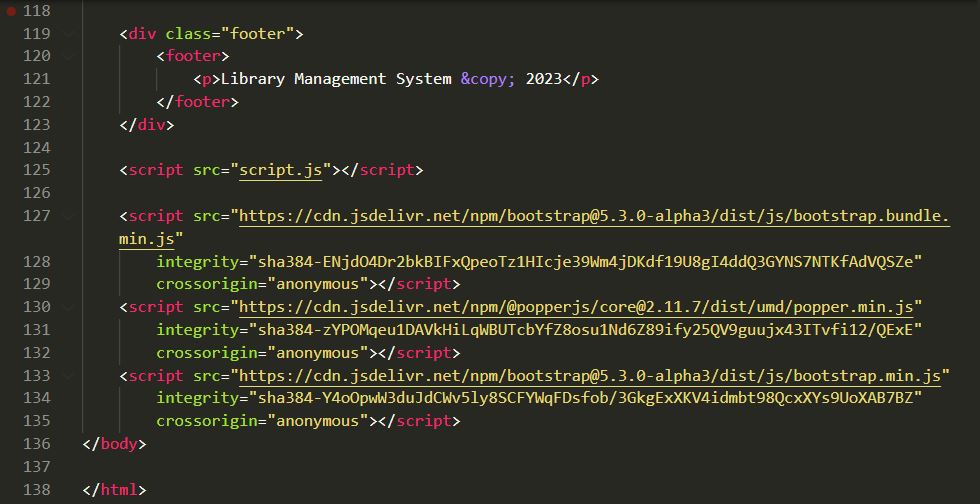 118
119 <div class="footer">
120 <footer>
121 <p>Library Management System &copy; 2023</p>
122 </footer>
123 </div>
124
125 <script src="script.js"></script>
126
127 <script src="https://cdn.jsdelivr.net/npm/bootstrap@5.3.0-alpha3/dist/js/bootstrap.bundle.
min.js"
128 integrity="sha384-ENjdO4Dr2bkBIFxQpeoTz1HIcje39Wm4jDKdf19U8gI4ddQ3GYNS7NTKfAdVQSZe"
129 crossorigin="anonymous"></script>
130 <script src="https://cdn.jsdelivr.net/npm/@popperjs/core@2.11.7/dist/umd/popper.min.js"
131 integrity="sha384-zYPOMqeu1DAVkHiLqWBUTcbYfZ8osu1Nd6Z89ify25QV9guujx43ITvfi12/QExE"
132 crossorigin="anonymous"></script>
133 <script src="https://cdn.jsdelivr.net/npm/bootstrap@5.3.0-alpha3/dist/js/bootstrap.min.js"
134 integrity="sha384-Y4oOpwW3duJdCWv5ly8SCFYWqFDsfob/3GkgExXKV4idmbt98QcxXYs9UoXAB7BZ"
135 crossorigin="anonymous"></script>
136 </body>
137
138 </html>